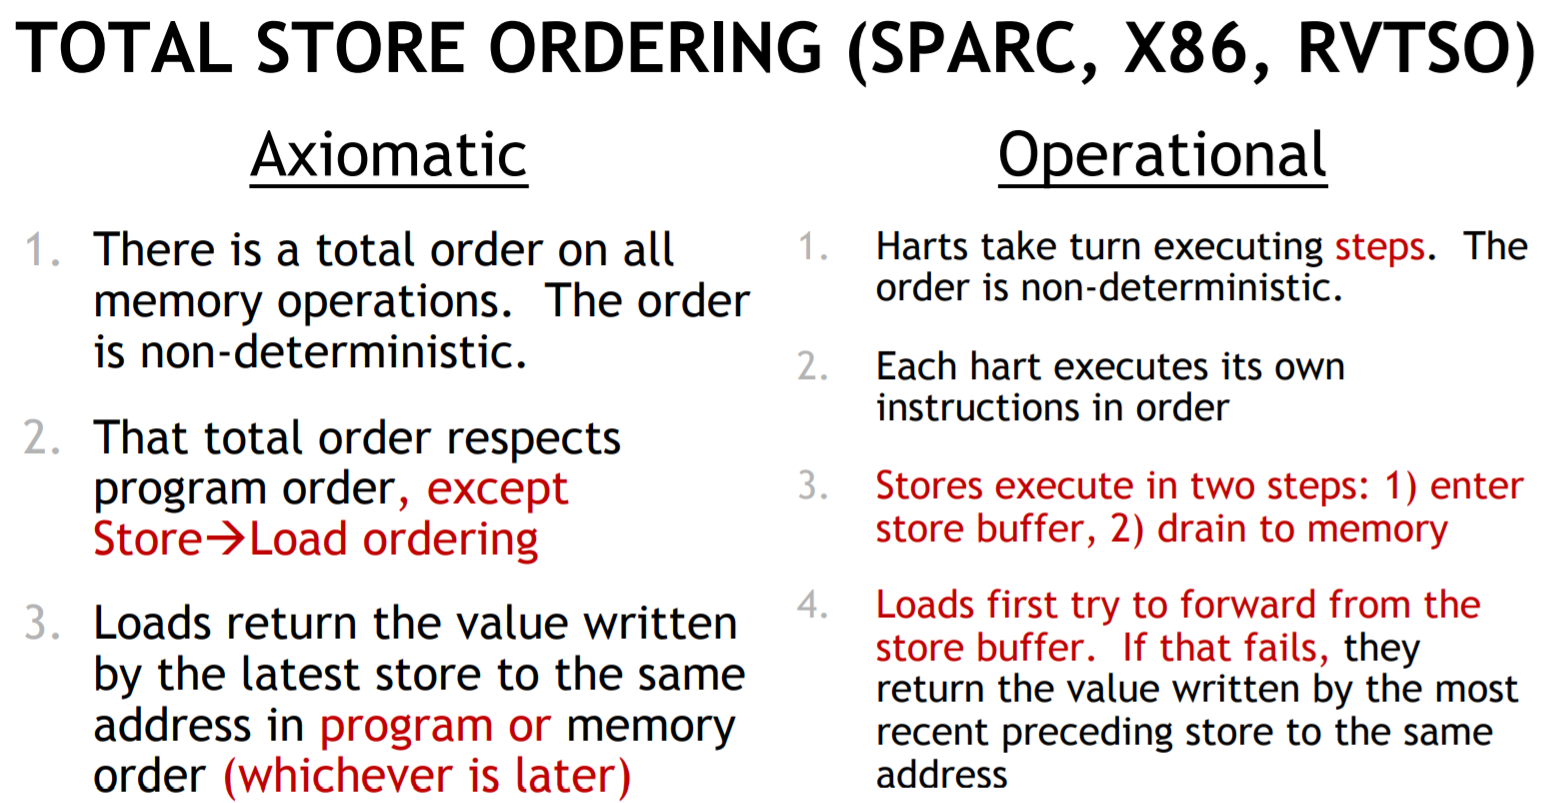 TOTAL STORE ORDERING (SPARC, X86, RVTSO)
Axiomatic
1. There is a total order on all
memory operations. The order
is non-deterministic.
2. That total order respects
program order, except
Store→Load ordering
3. Loads return the value written
by the latest store to the same
address in program or memory
order (whichever is later)
Operational
1. Harts take turn executing steps. The
order is non-deterministic.
2. Each hart executes its own
instructions in order
3. Stores execute in two steps: 1) enter
store buffer, 2) drain to memory
4. Loads first try to forward from the
store buffer. If that fails, they
return the value written by the most
recent preceding store to the same
address